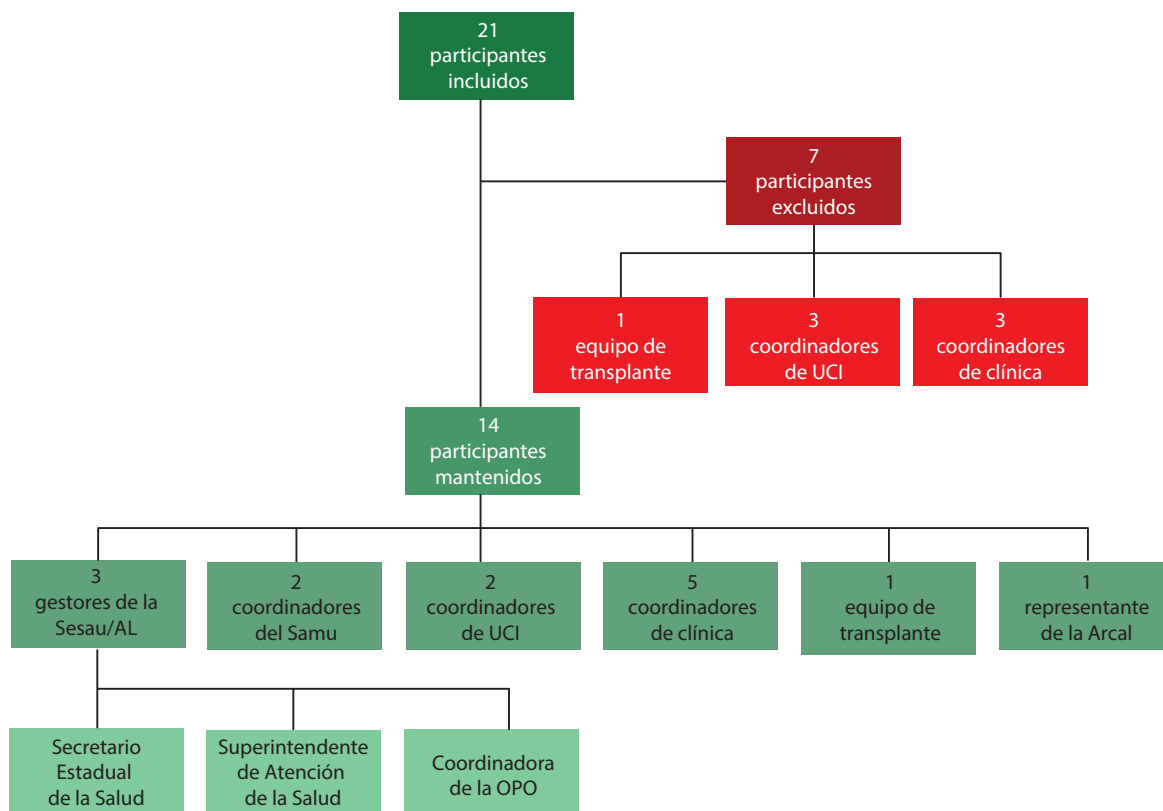 21
participantes
incluidos
7
participantes
excluidos
1
equipo de
transplante
3
coordinadores
de UCI
3
coordinadores
de clínica
14
participantes
mantenidos
3
gestores de la
Sesau/AL
2
coordinadores
del Samu
2
coordinadores
de UCI
5
coordinadores
de clínica
1
equipo de
transplante
1
representante
de la Arcal
Secretario
Estadual
de la Salud
Superintendente
de Atención
de la Salud
Coordinadora
de la OPO